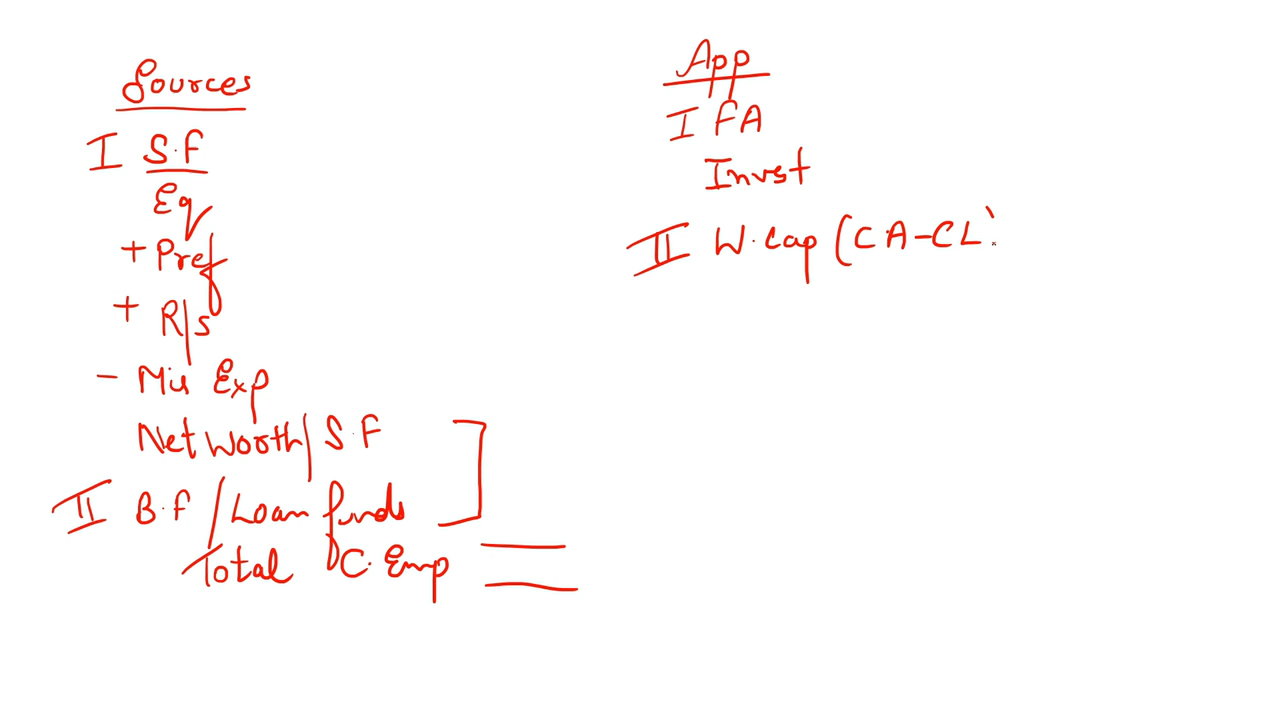 Sources
I S.F
Eq
+ Pref
+ R/s
- Mis Exp
Net Worth/ S.F
II B.F / Loan funds
Total C.Emp
App
I FA
Invst
II W.Cap (CA-CL)